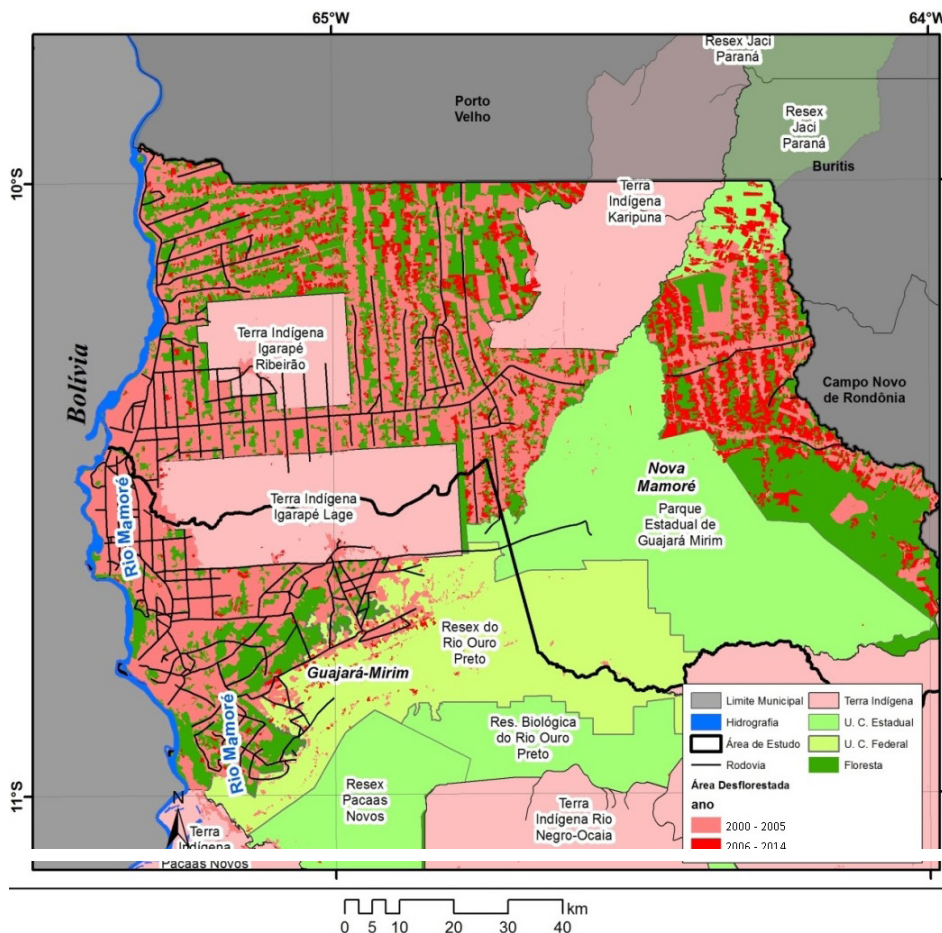 65°W
64°W
Resex Jaci
Paraná
Porto
Velho
Resex
Jaci
Paraná
Buritis
10°S
Terra
Indígena
Karipuna
Terra Indígena
Igarapé
Ribeirão
Bolívia
Campo Novo
de Rondônia
Nova
Mamoré
Terra Indígena
Igarapé Lage
Parque
Estadual de
Guajará Mirim
Rio Mamoré
Resex do
Rio Ouro
Preto
Guajará-Mirim
Rio Mamoré
Res. Biológica
do Rio Ouro
Preto
Resex
Pacaas
Novos
Terra
Indígena Rio
Negro-Ocaia
11°S
N
Terra
Indígena
Pacaas Novos
Limite Municipal
Terra Indígena
Hidrografia
U. C. Estadual
Área de Estudo
U. C. Federal
Rodovia
Floresta
Área Desflorestada
ano
2000 - 2005
2006 - 2014
km
0 5 10 20 30 40